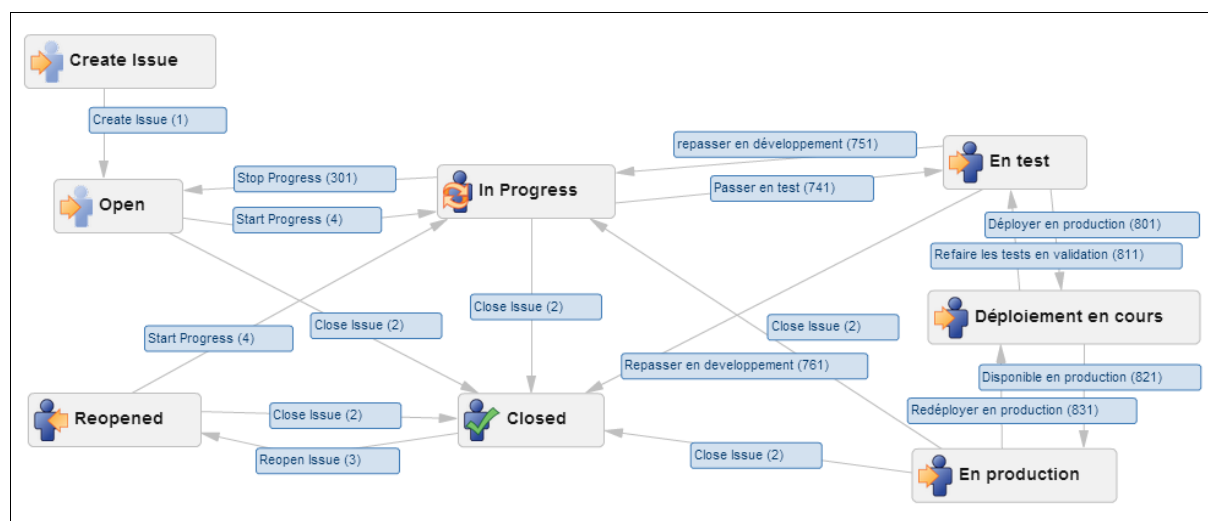 Create Issue
Create Issue (1)
repasser en développement (751)
En test
Stop Progress (301)
In Progress
Passer en test (741)
Open
Start Progress (4)
Déployer en production (801)
Refaire les tests en validation (811)
Close Issue (2)
Déploiement en cours
Start Progress (4)
Close Issue (2)
Close Issue (2)
Repasser en developpement (761)
Disponible en production (821)
Reopened
Close Issue (2)
Closed
Redéployer en production (831)
Reopen Issue (3)
Close Issue (2)
En production